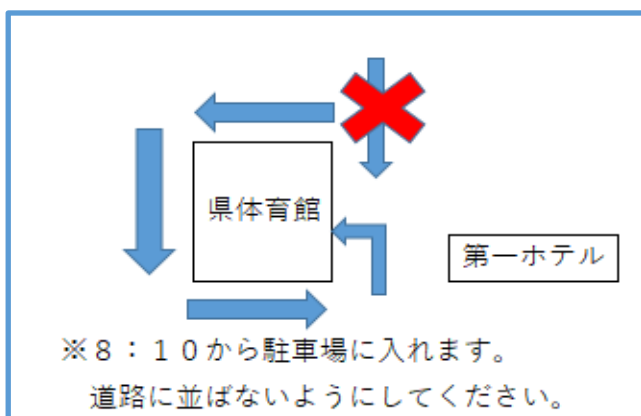 県体育館
第一ホテル
※８：１０から駐車場に入れます。
道路に並ばないようにしてください。